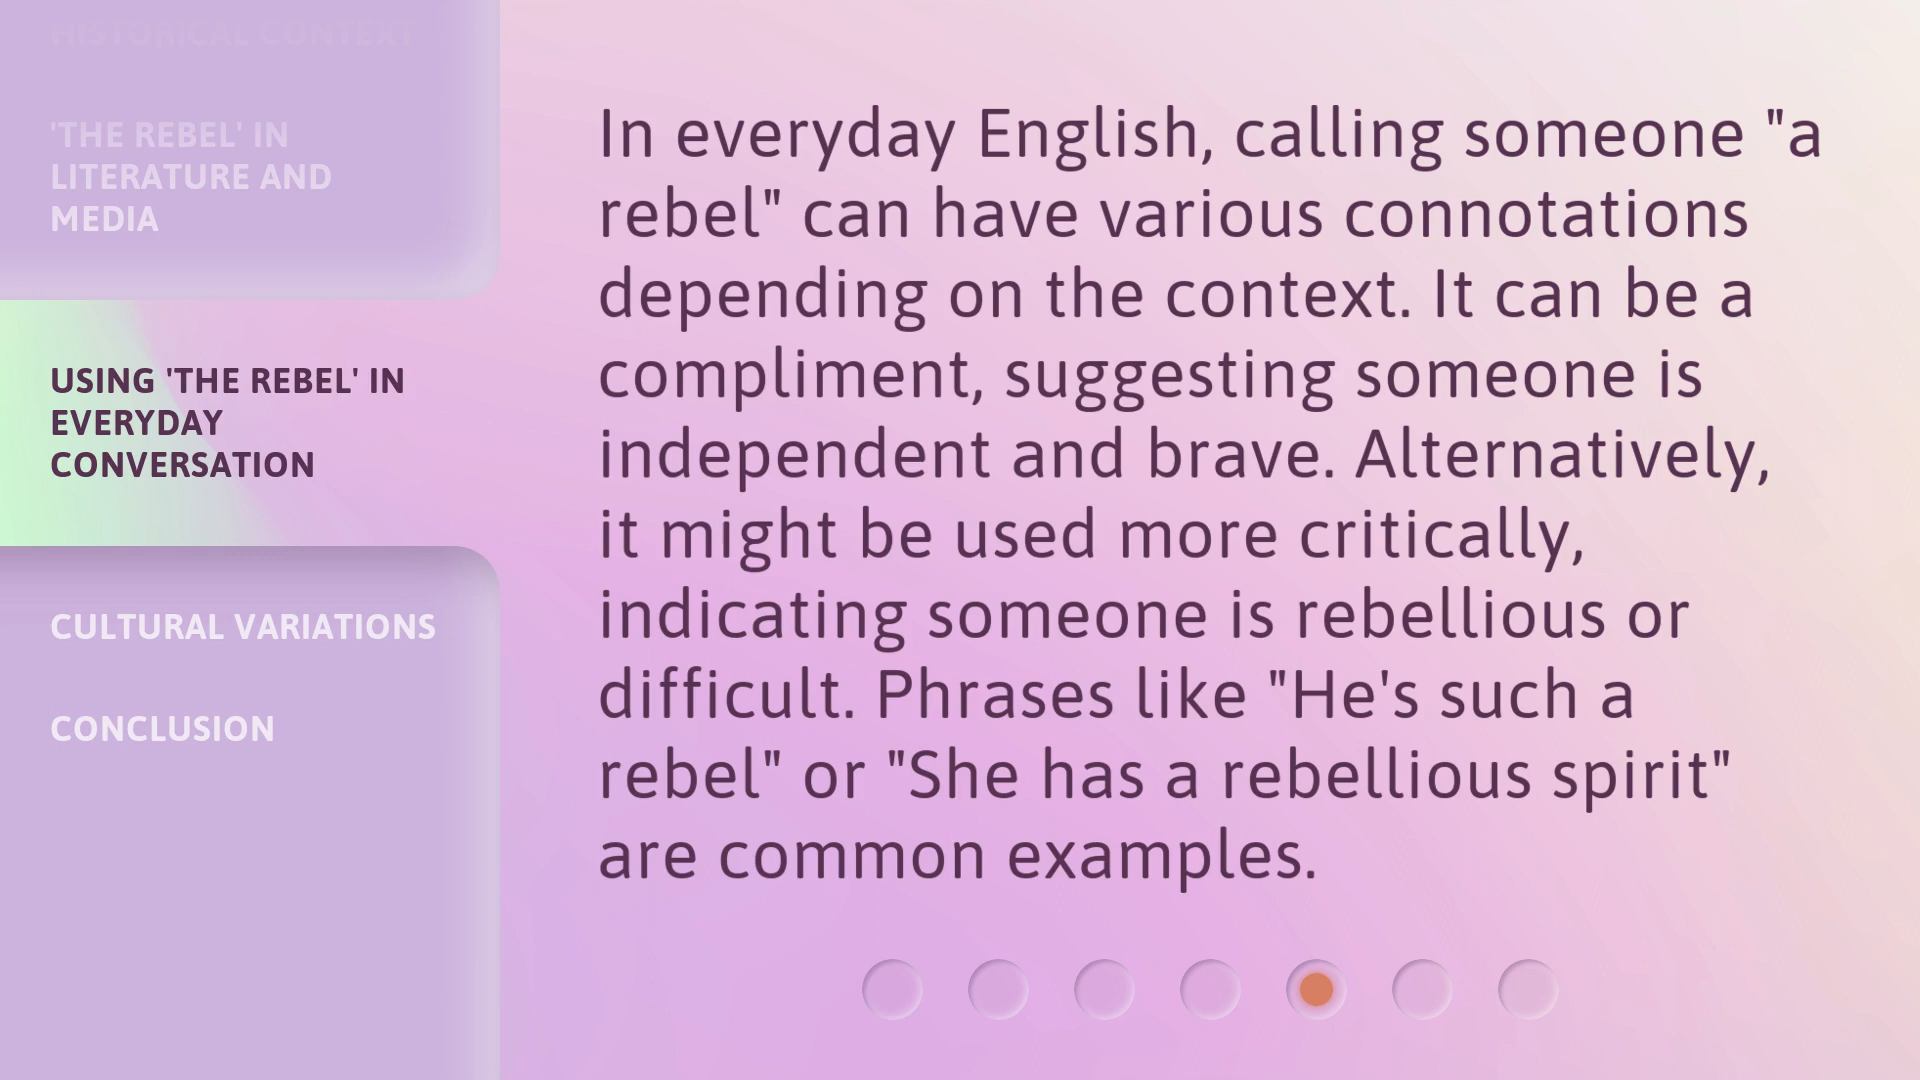 HISTORICAL CONTEXT
'THE REBEL' IN
LITERATURE AND
MEDIA
USING 'THE REBEL' IN
EVERYDAY
CONVERSATION
CULTURAL VARIATIONS
CONCLUSION
In everyday English, calling someone "a
rebel" can have various connotations
depending on the context. It can be a
compliment, suggesting someone is
independent and brave. Alternatively,
it might be used more critically,
indicating someone is rebellious or
difficult. Phrases like "He's such a
rebel" or "She has a rebellious spirit"
are common examples.